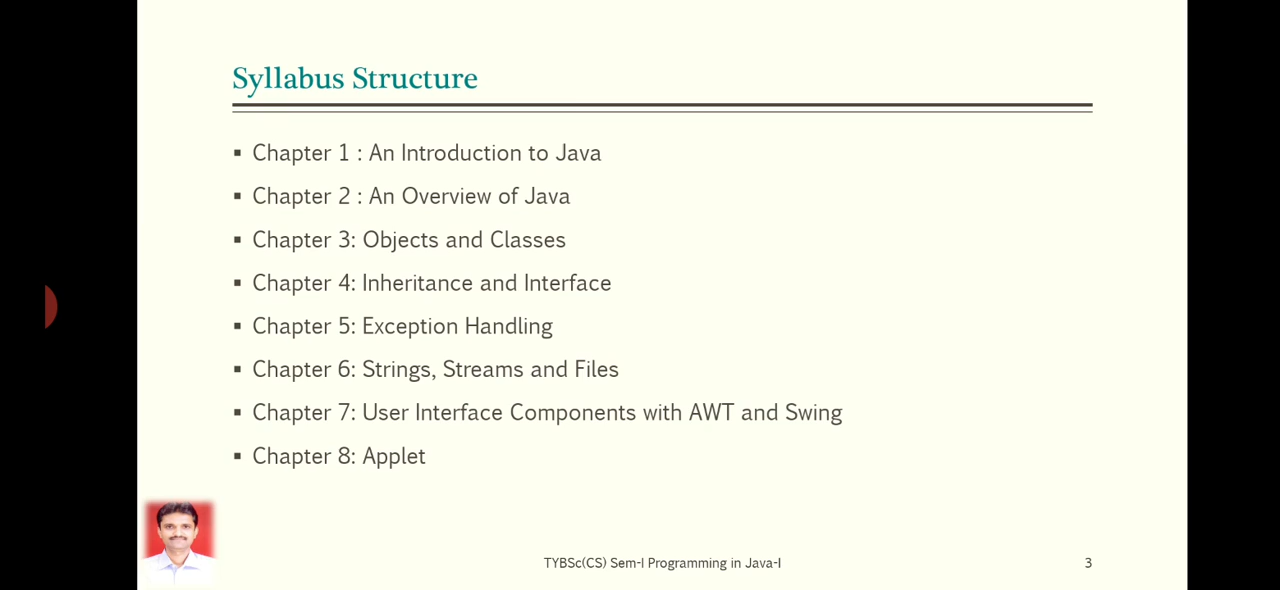 Syllabus Structure
▪ Chapter 1 : An Introduction to Java
▪ Chapter 2 : An Overview of Java
▪ Chapter 3: Objects and Classes
▪ Chapter 4: Inheritance and Interface
▪ Chapter 5: Exception Handling
▪ Chapter 6: Strings, Streams and Files
▪ Chapter 7: User Interface Components with AWT and Swing
▪ Chapter 8: Applet
TYBSc(CS) Sem-I Programming in Java-I
3